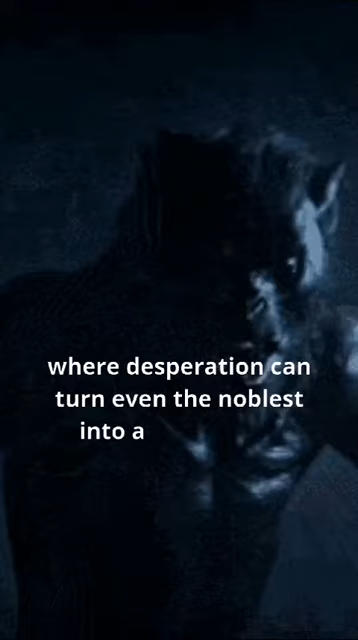 where desperation can
turn even the noblest
into a